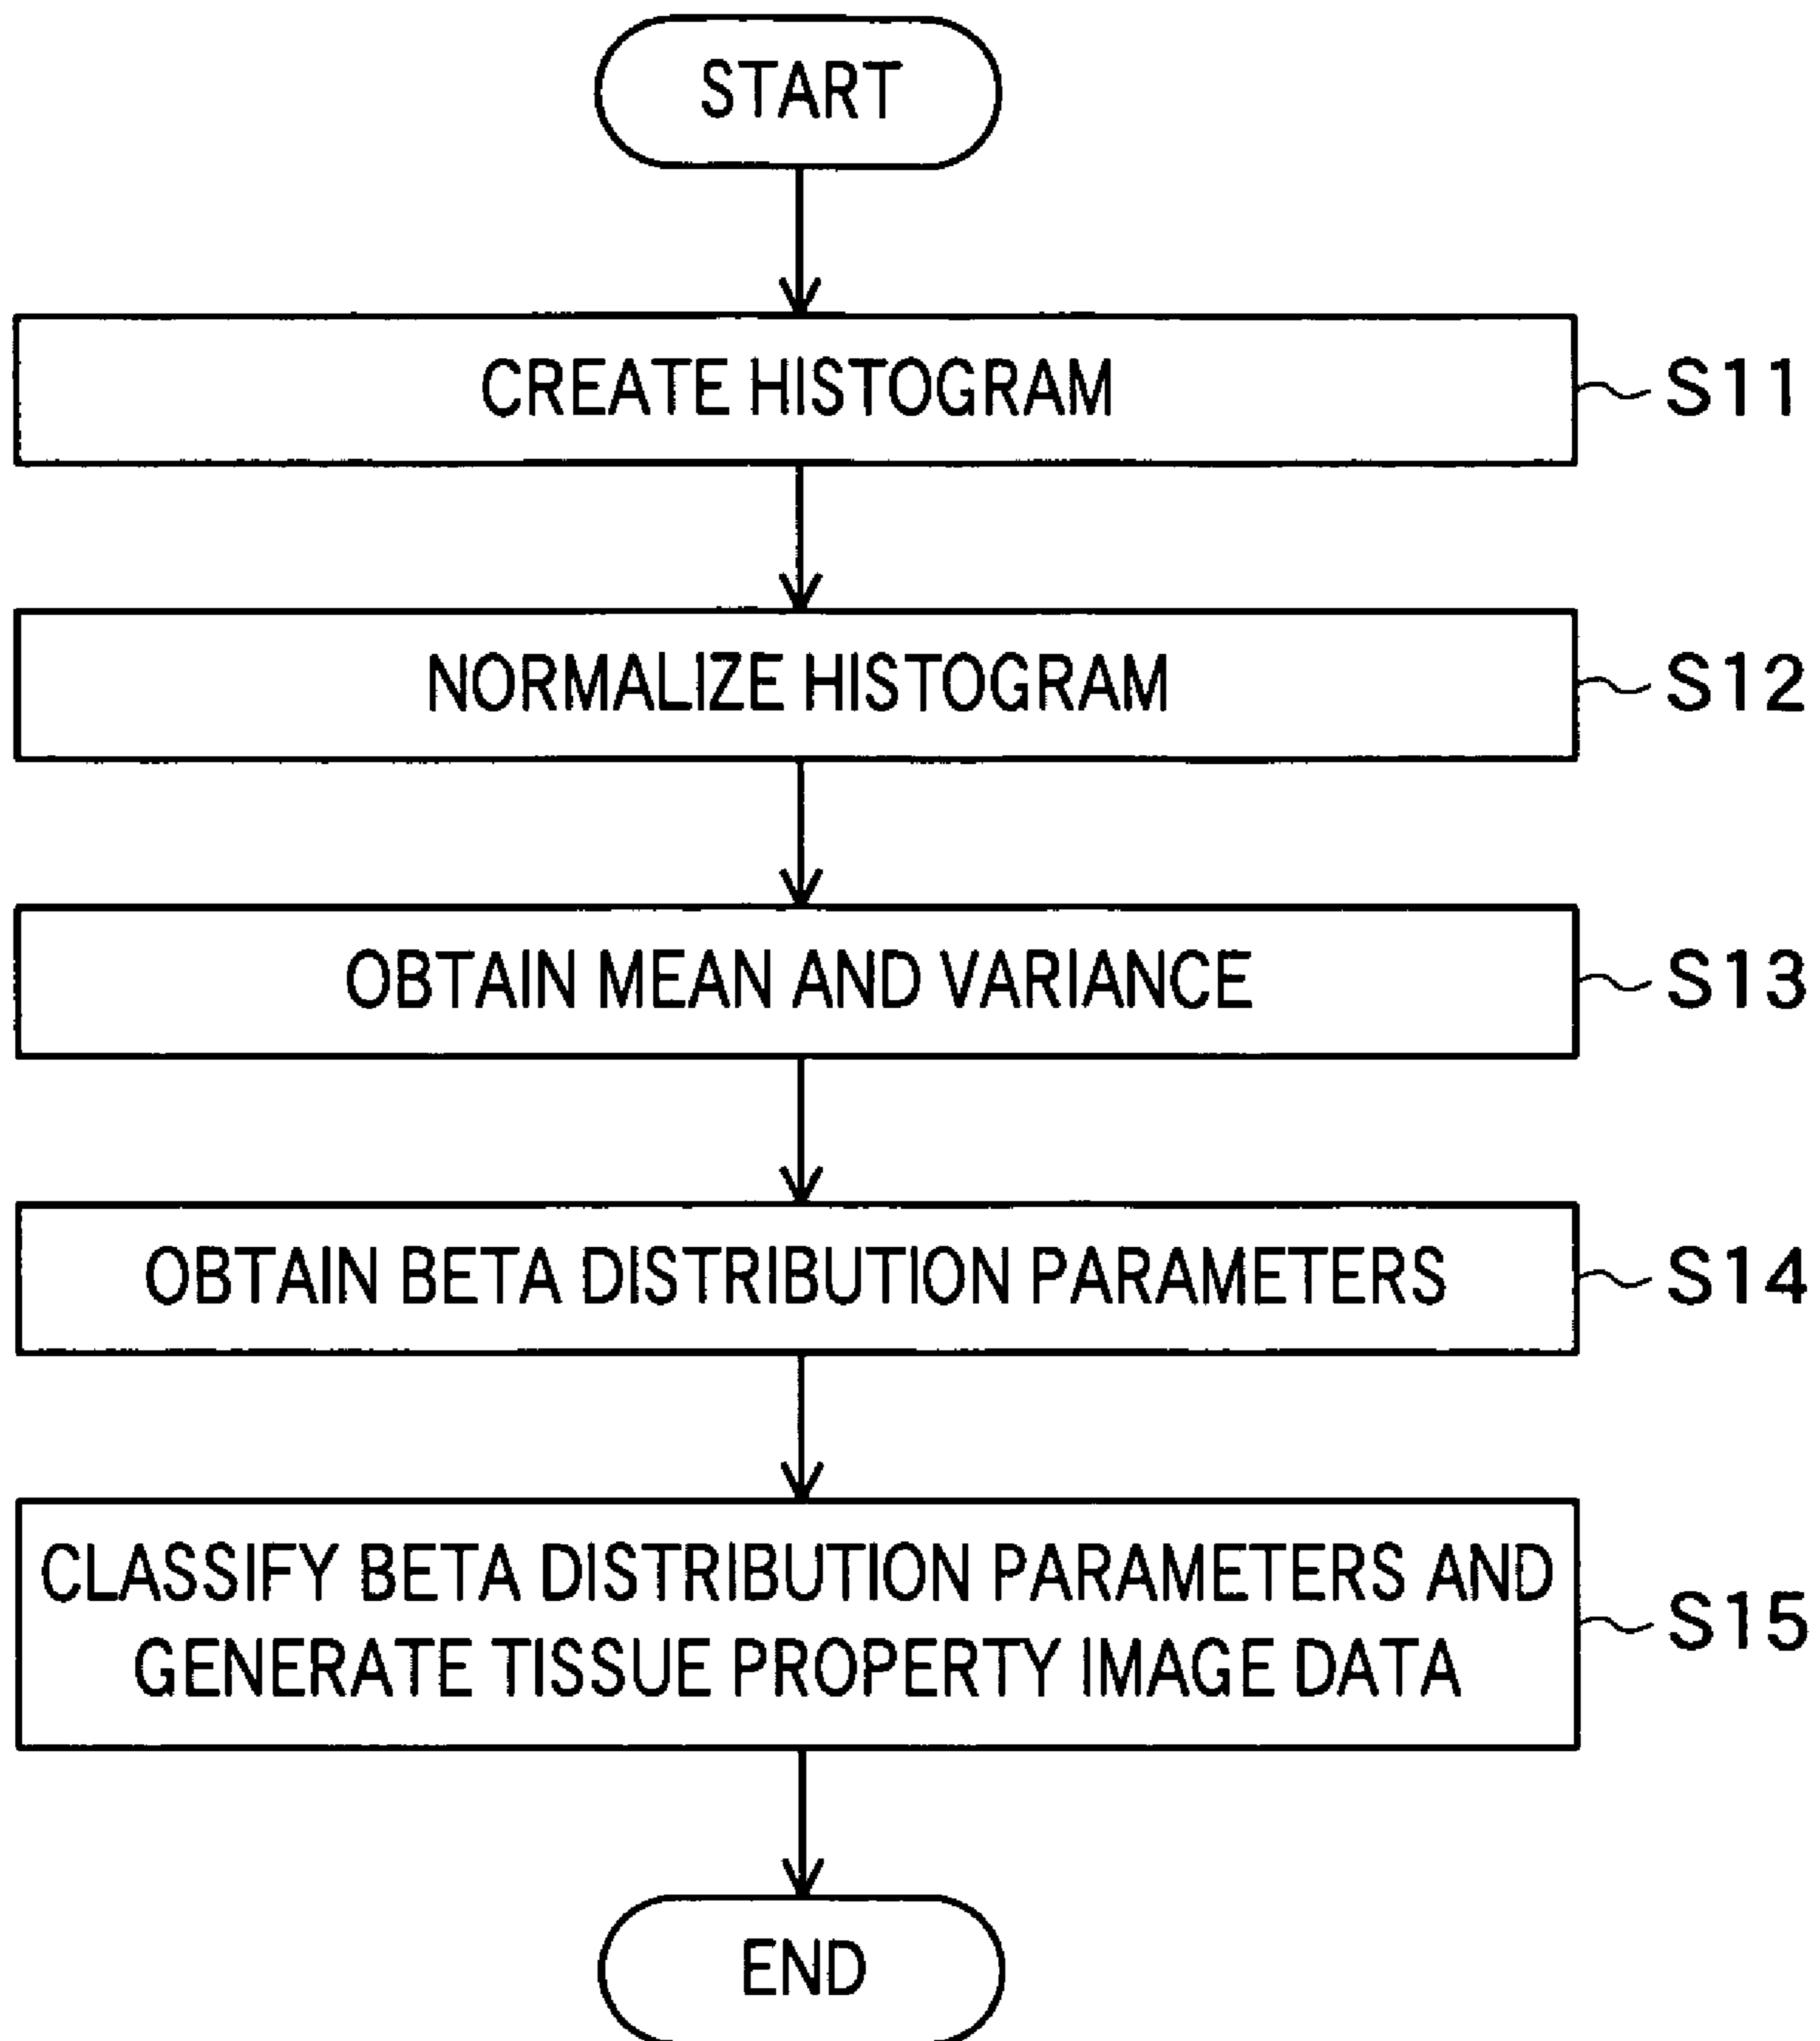 START
CREATE HISTOGRAM
S11
NORMALIZE HISTOGRAM
S12
OBTAIN MEAN AND VARIANCE
S13
OBTAIN BETA DISTRIBUTION PARAMETERS
S14
CLASSIFY BETA DISTRIBUTION PARAMETERS AND
GENERATE TISSUE PROPERTY IMAGE DATA
S15
END